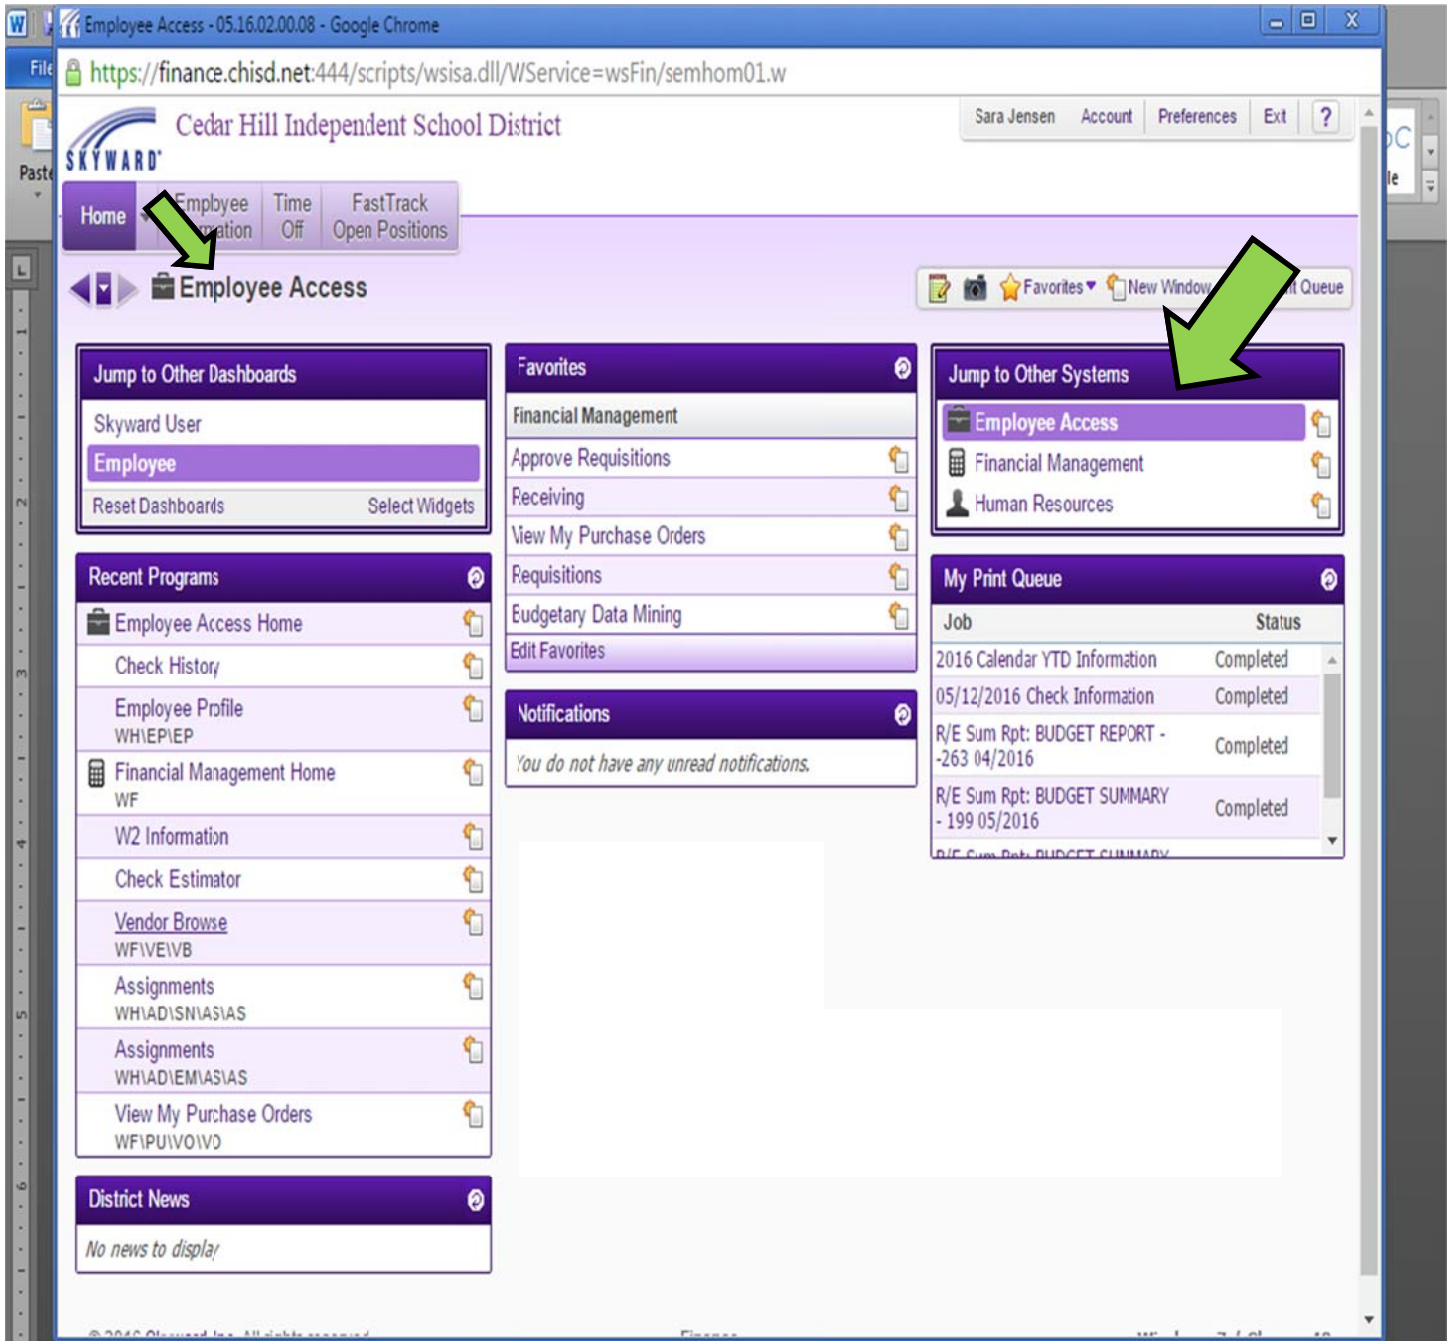 Employee Access - 05.16.02.00.08 - Google Chrome
W
File
https://finance.chisd.net:444/scripts/wsisa.dll/WService=wsFin/semhom01.w
Paste
SKYWARD
Cedar Hill Independent School District
Sara Jensen Account Preferences Exit ?
Home
Time Off
FastTrack Open Positions
Employee Access
Favorites
New Window
Queue
Jump to Other Dashboards
Skyward User
Employee
Reset Dashboards Select Widgets
Recent Programs
Employee Access Home
Check History
Employee Profile
WH\EP\EP
Financial Management Home
WF
W2 Information
Check Estimator
Vendor Browse
WF\VE\VB
Assignments
WH\AD\SN\AS\AS
Assignments
WH\AD\EM\AS\AS
View My Purchase Orders
WF\PU\VO\VO
District News
No news to display
Favorites
Financial Management
Approve Requisitions
Receiving
View My Purchase Orders
Requisitions
Budgetary Data Mining
Edit Favorites
Notifications
You do not have any unread notifications.
Jump to Other Systems
Employee Access
Financial Management
Human Resources
My Print Queue
Job Status
2016 Calendar YTD Information Completed
05/12/2016 Check Information Completed
R/E Sum Rpt: BUDGET REPORT -
-263 04/2016 Completed
R/E Sum Rpt: BUDGET SUMMARY
- 199 05/2016 Completed
R/E Sum Rpt: BUDGET SUMMARY